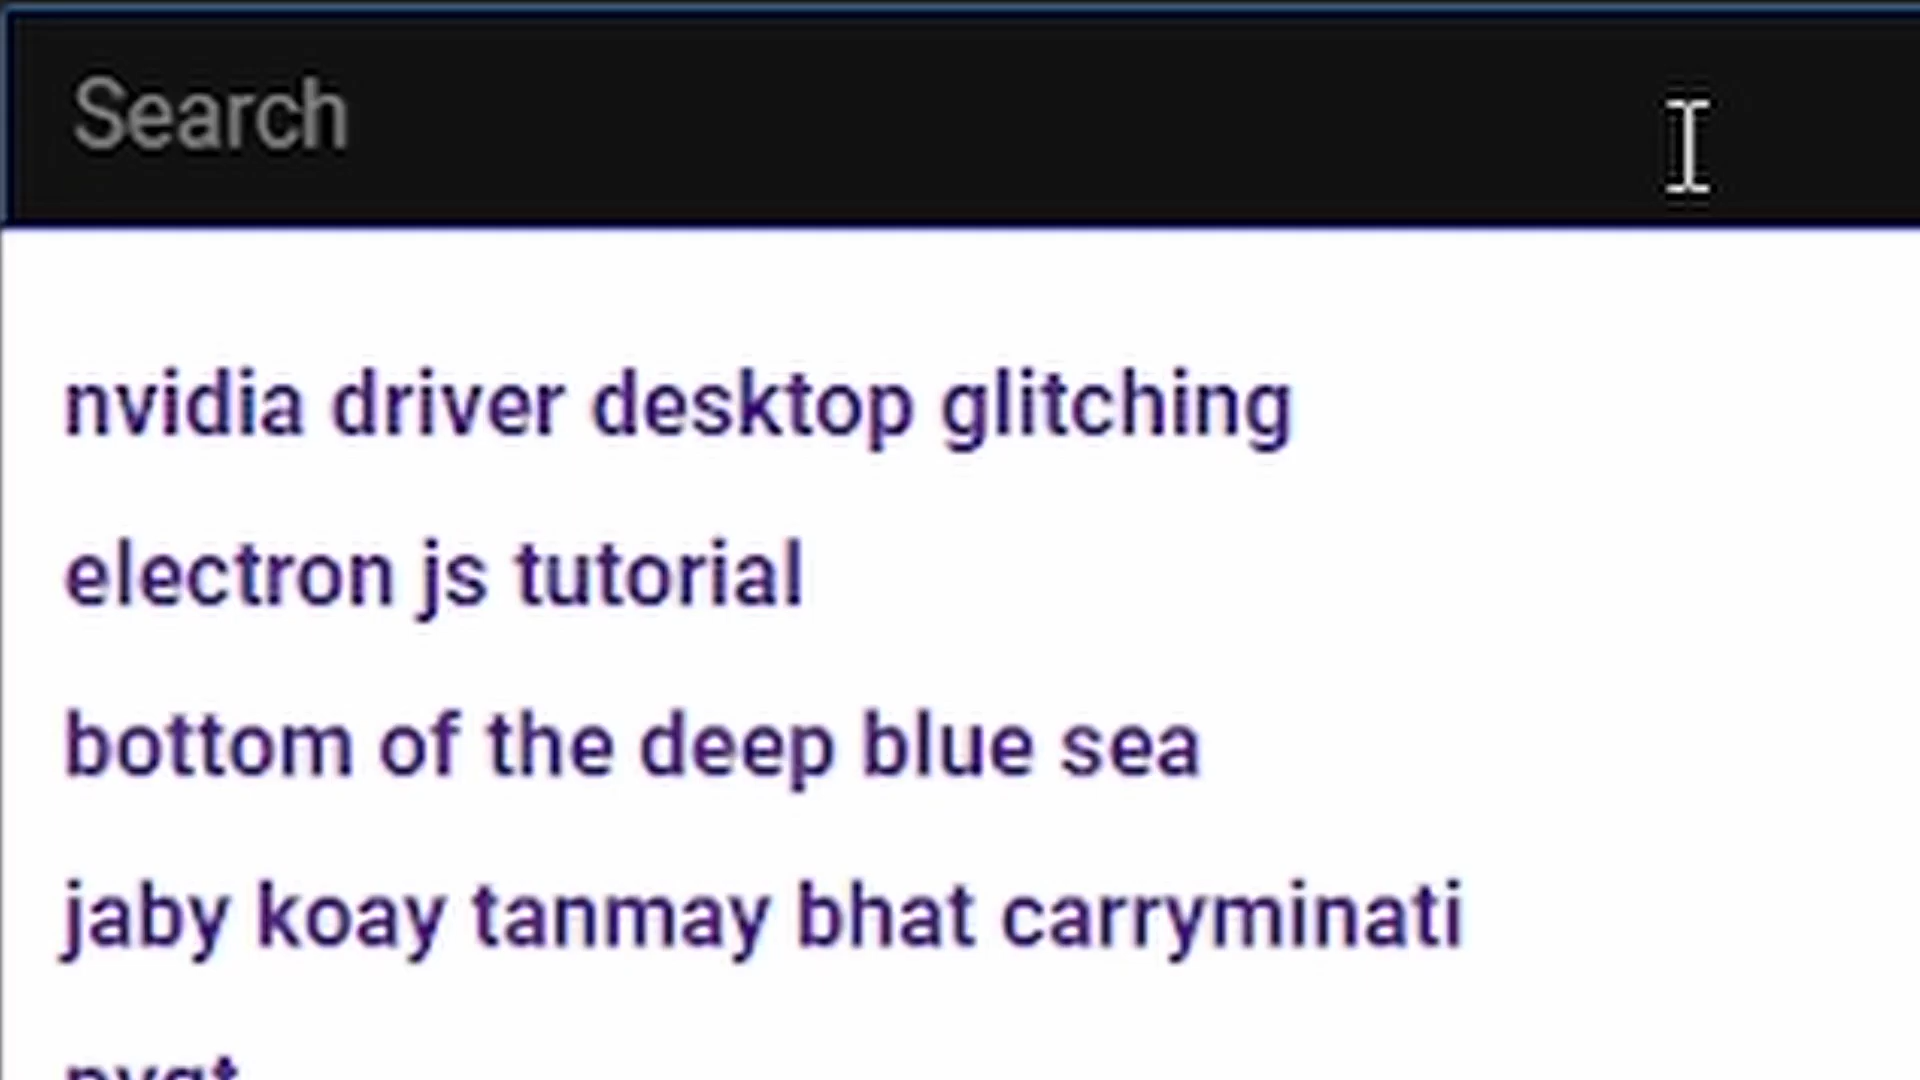 Search
nvidia driver desktop glitching
electron js tutorial
bottom of the deep blue sea
jaby koay tanmay bhat carryminati
pyqt